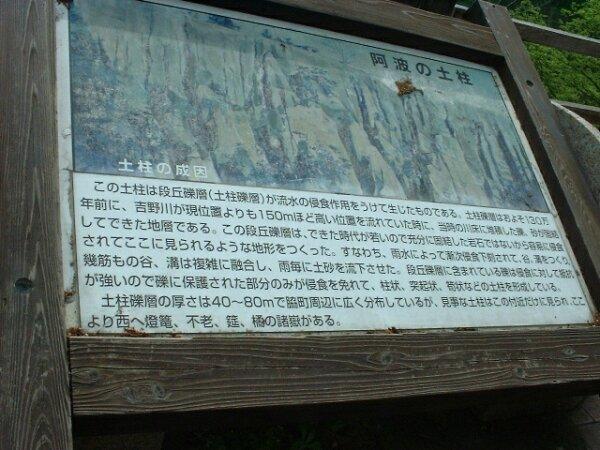 阿波の土柱
土柱の成因
この土柱は段丘礫層(土柱礫層)が流水の侵食作用をうけて生じたものである。土柱礫層はおよそ130万
年前に、吉野川が現位置よりも150mほど高い位置を流れていた時に、当時の川床に堆積した礫、砂が固結
してできた地層である。この段丘礫層は、できた時代が若いので充分に固結した岩石ではないから容易に侵食
されてここに見られるような地形をつくった。すなわち、雨水によって漸次侵食下刻されて、谷、溝をつくり、
幾筋もの谷、溝は複雑に融合し、雨毎に土砂を流下させた。段丘礫層に含まれている礫は侵食に対して抵抗
が強いので礫に保護された部分のみが侵食を免れて、柱状、突起状、筍状などの土柱を形成している。
土柱礫層の厚さは40〜80mで脇町周辺に広く分布しているが、見事な土柱はこの付近だけに見られ、ここ
より西へ燈篭、不老、筵、橘の諸嶽がある。